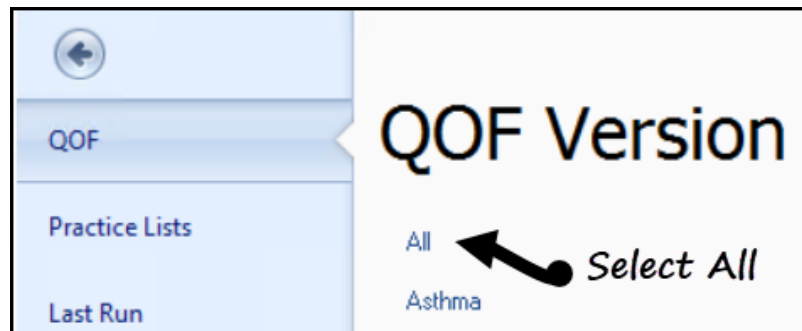 QOF
Practice Lists
Last Run
QOF Version
All
Select All
Asthma